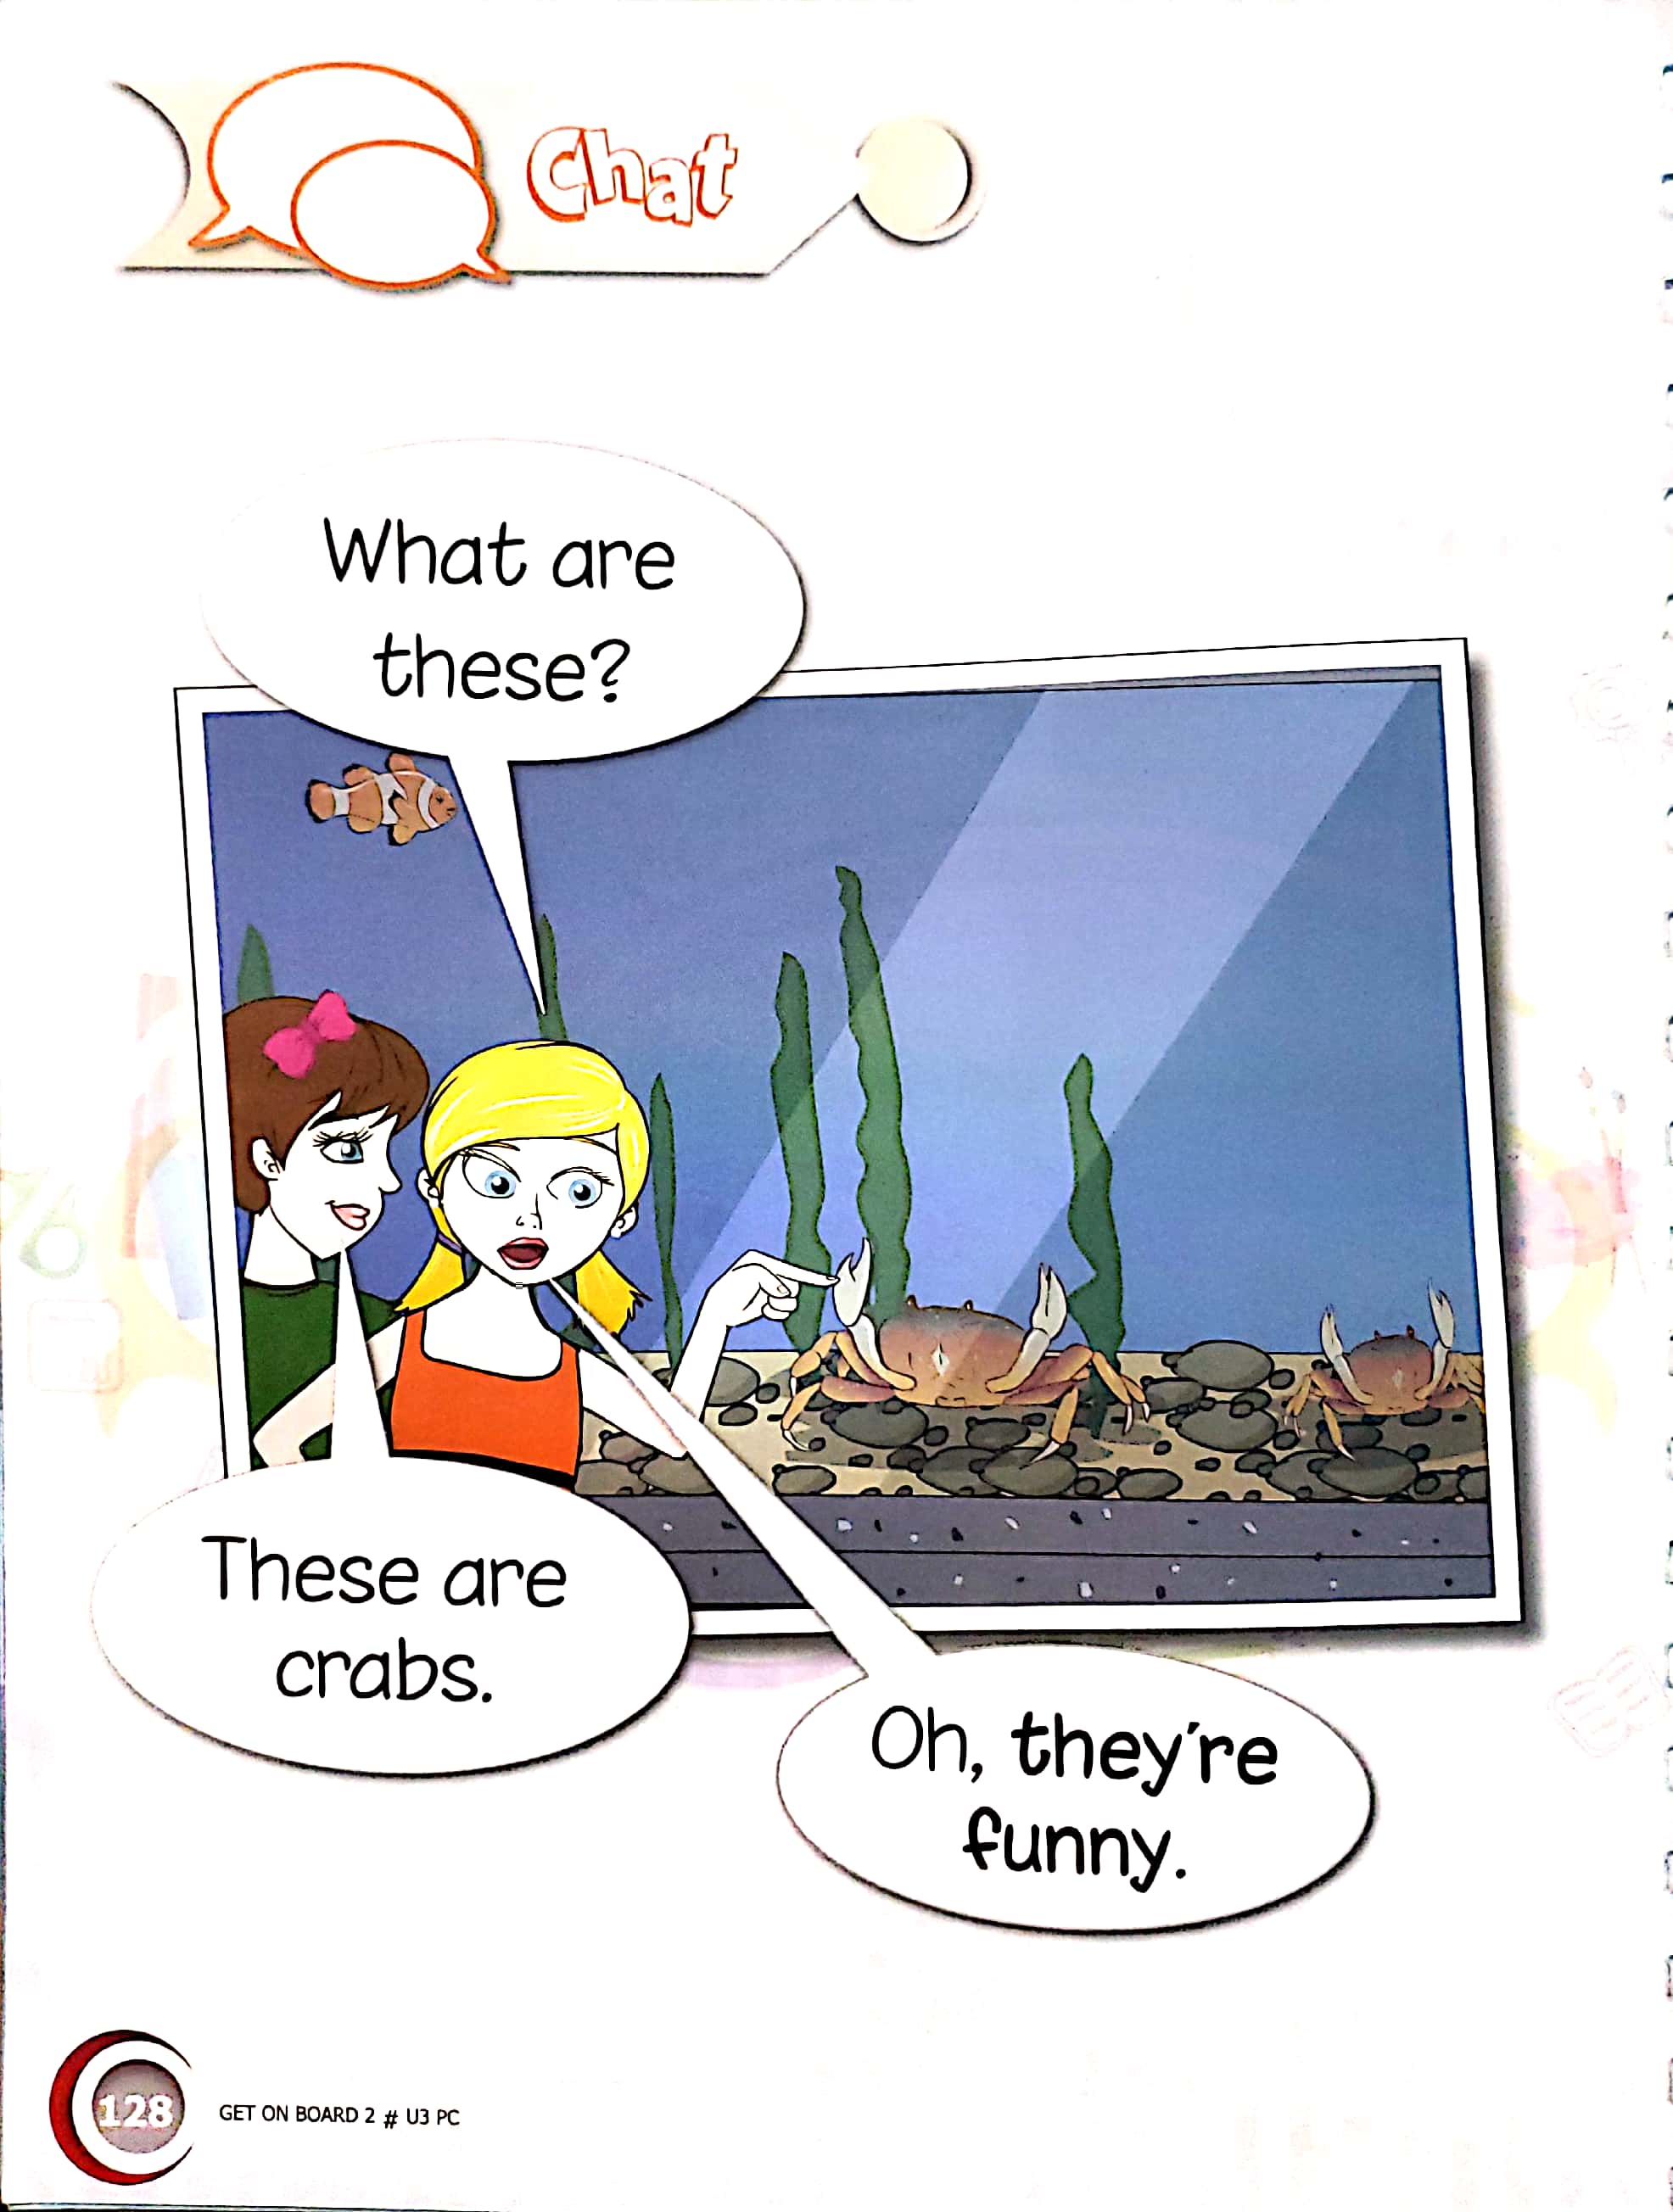 Chat
What are
these?
These are
crabs.
Oh, they're
funny.
128
GET ON BOARD 2 # U3 PC